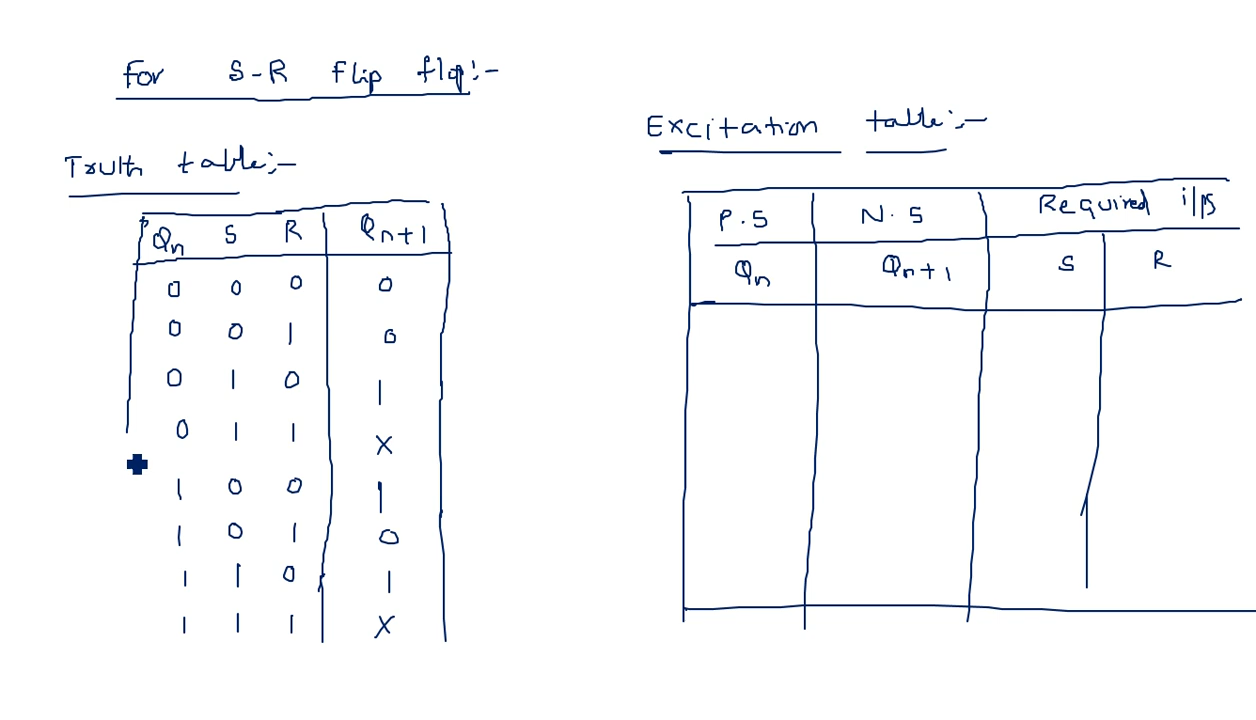 For S-R Flip flop:-
Truth table:-
Qn S R Qn+1
0 0 0 0
0 0 1 0
0 1 0 1
0 1 1 X
1 0 0 1
1 0 1 0
1 1 0 1
1 1 1 X
Excitation table:-
P.S N.S Required i/ps
Qn Qn+1 S R